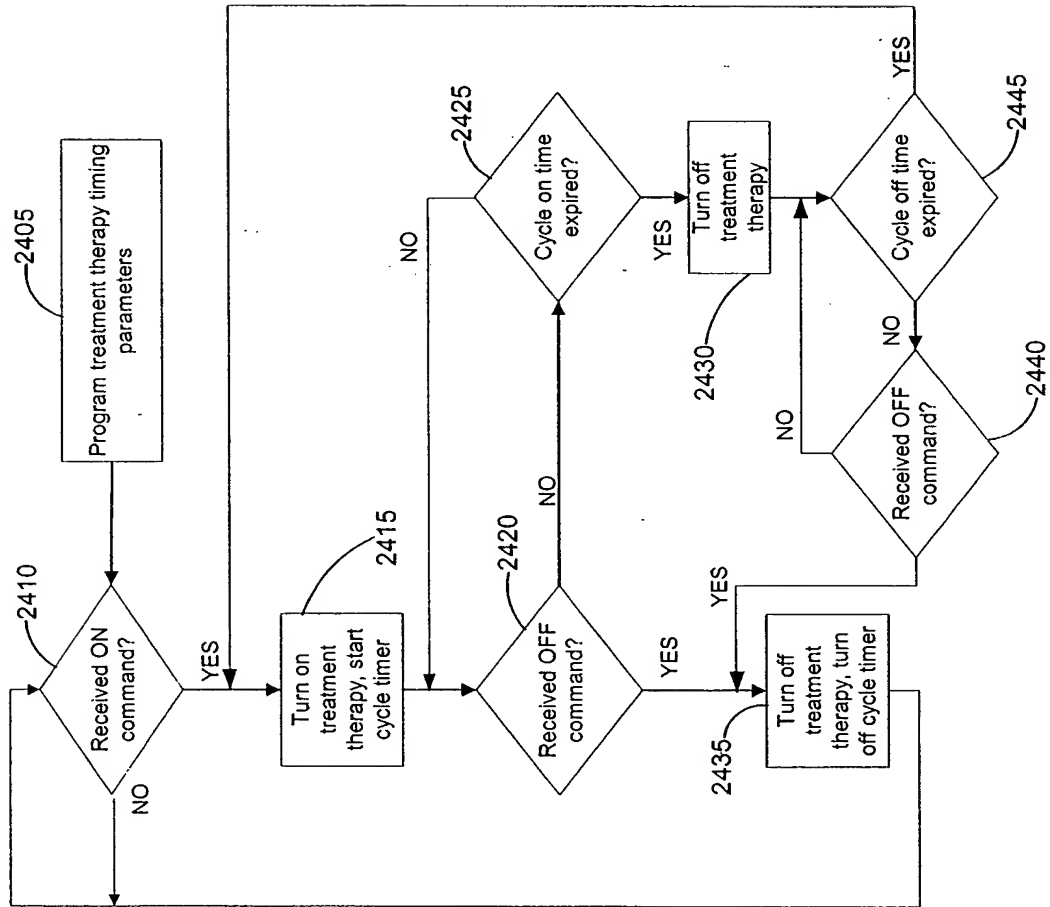 2405
Program treatment therapy timing
parameters
2410
Received ON
command?
NO
YES
2415
Turn on
treatment
therapy, start
cycle timer
2420
Received OFF
command?
NO
YES
2425
Cycle on time
expired?
NO
YES
2430
Turn off
treatment
therapy
2445
Cycle off time
expired?
YES
NO
2440
Received OFF
command?
NO
YES
2435
Turn off
treatment
therapy, turn
off cycle timer